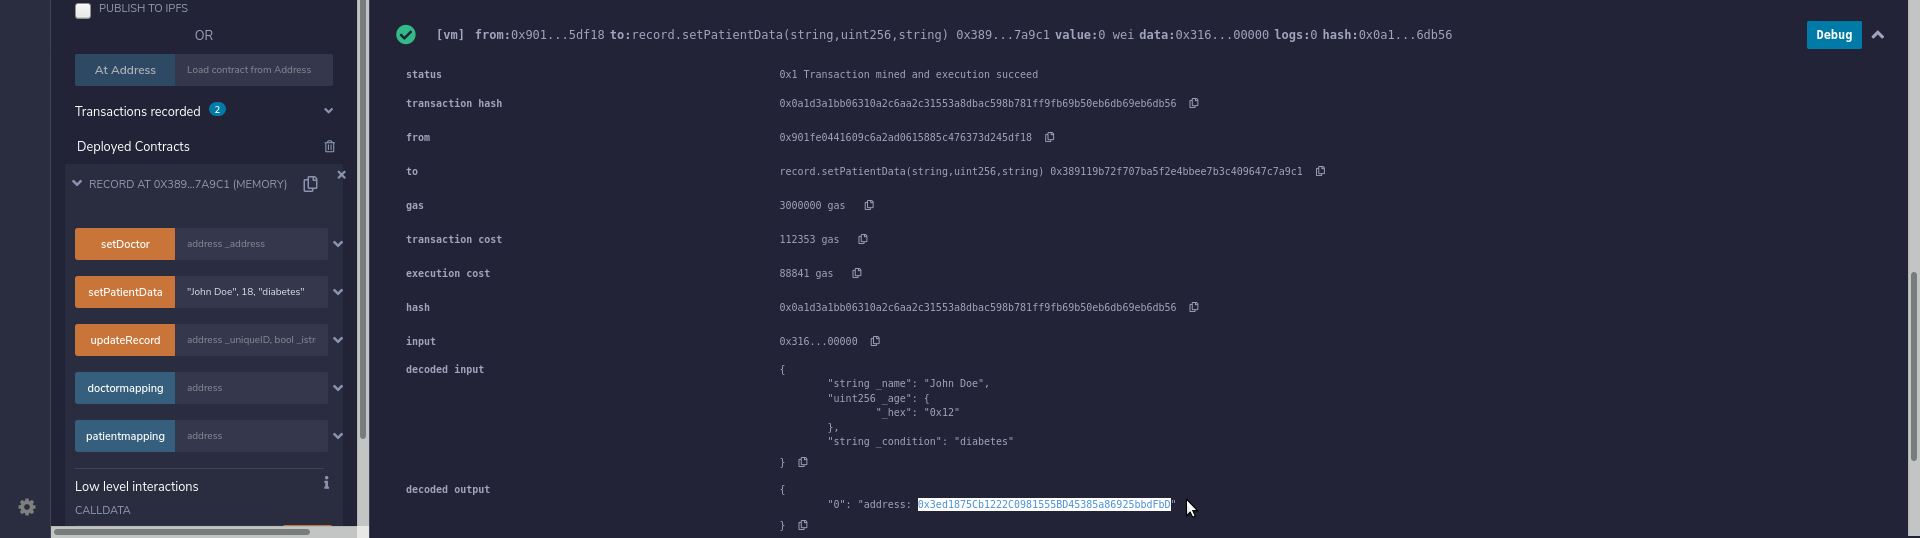 PUBLISH TO IPFS
OR
At Address Load contract from Address
Transactions recorded 2
Deployed Contracts
RECORD AT 0X389...7A9C1 (MEMORY)
setDoctor address _address
setPatientData "John Doe", 18, "diabetes"
updateRecord address _uniqueID, bool _istr
doctormapping address
patientmapping address
Low level interactions
CALLDATA
[vm] from:0x901...5df18 to:record.setPatientData(string,uint256,string) 0x389...7a9c1 value:0 wei data:0x316...00000 logs:0 hash:0x0a1...6db56
Debug
status 0x1 Transaction mined and execution succeed
transaction hash 0x0a1d3a1bb06310a2c6aa2c31553a8dbac598b781ff9fb69b50eb6db69eb6db56
from 0x901fe0441609c6a2ad0615885c476373d245df18
to record.setPatientData(string,uint256,string) 0x389119b72f707ba5f2e4bbee7b3c409647c7a9c1
gas 3000000 gas
transaction cost 112353 gas
execution cost 88841 gas
hash 0x0a1d3a1bb06310a2c6aa2c31553a8dbac598b781ff9fb69b50eb6db69eb6db56
input 0x316...00000
decoded input {
"string _name": "John Doe",
"uint256 _age": {
"_hex": "0x12"
},
"string _condition": "diabetes"
}
decoded output {
"0": "address: 0x3ed1875Cb1222C0981555BD45385a86925bbdFbD"
}